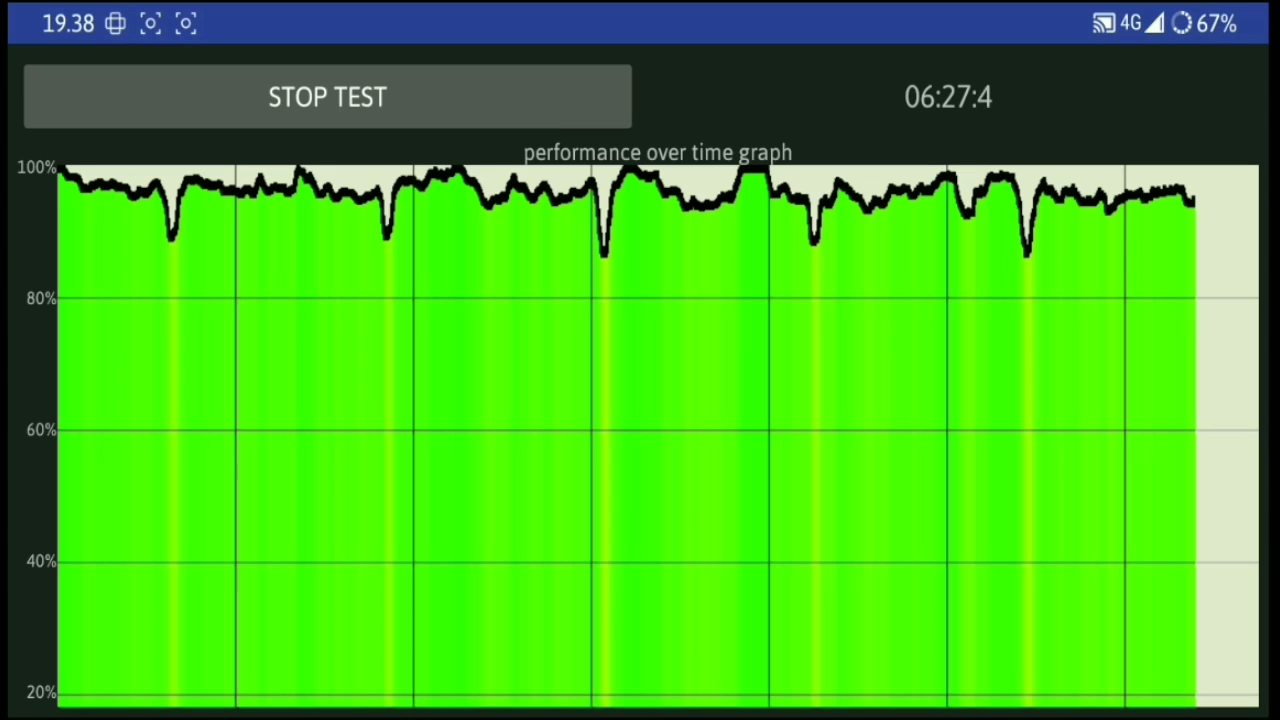 19.38 4G 67%
STOP TEST 06:27:4
performance over time graph
100%
80%
60%
40%
20%